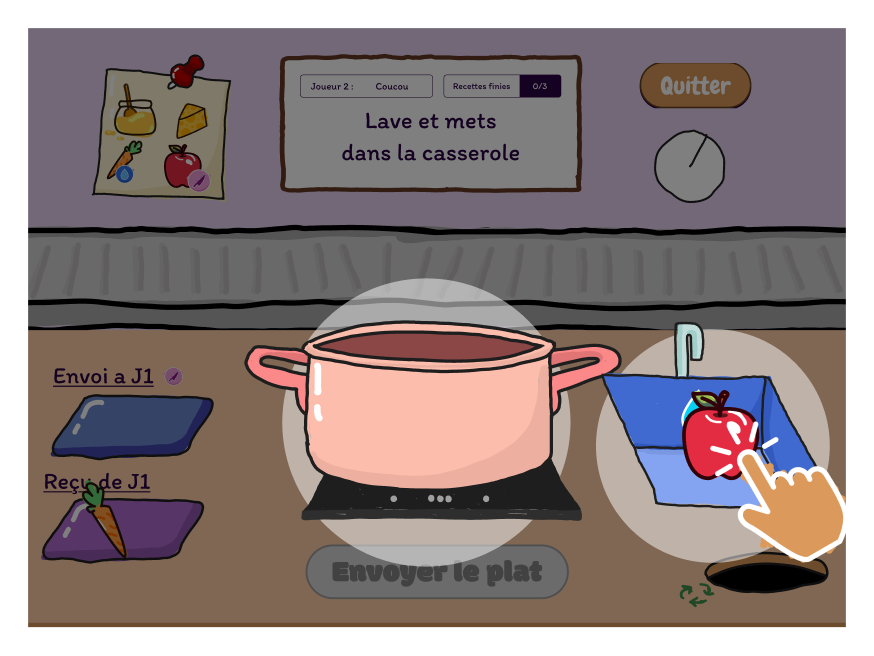 Joueur 2 : Coucou
Recettes finies 0/3
Quitter
Lave et mets
dans la casserole
Envoi a J1
Reçu de J1
Envoyer le plat